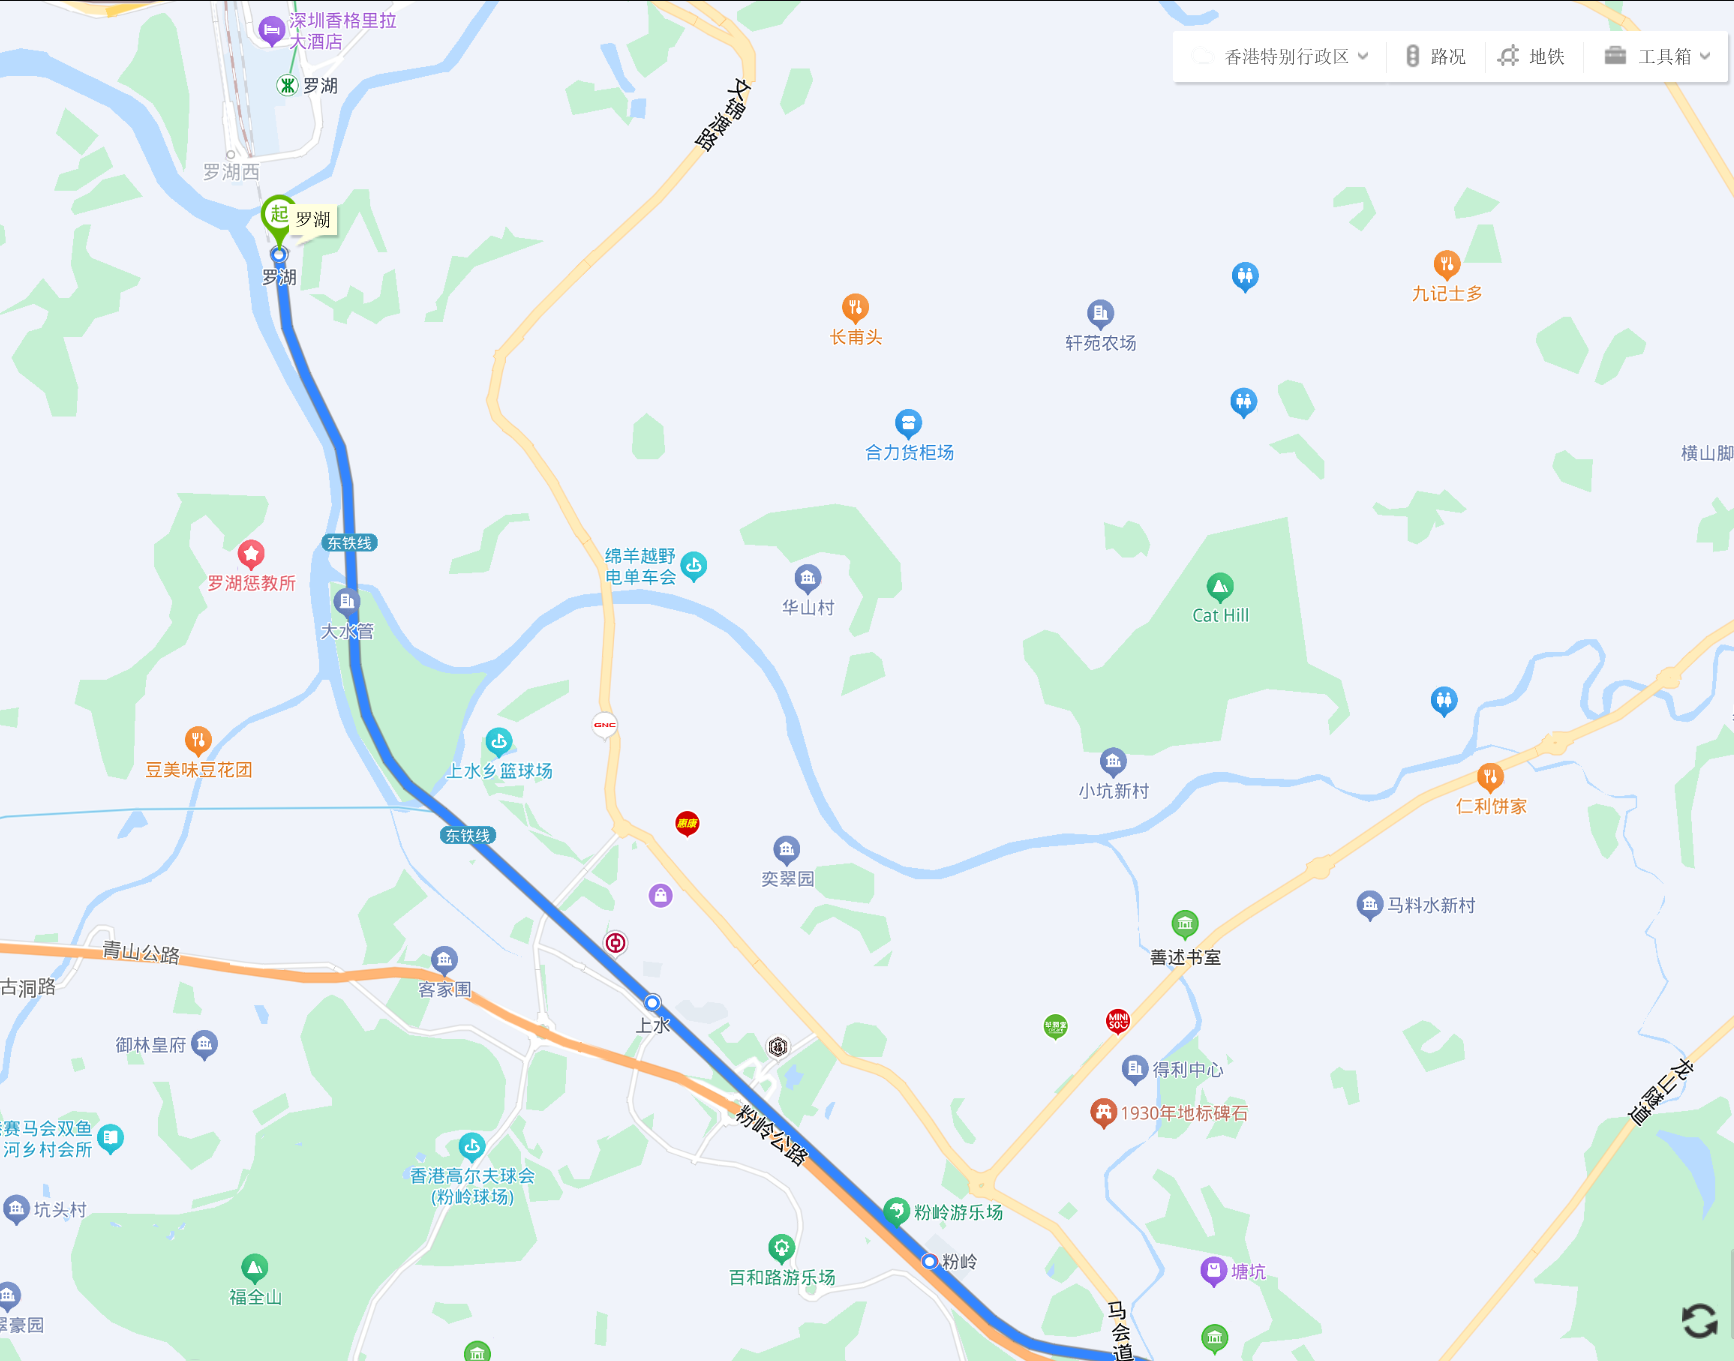 深圳香格里拉
大酒店
罗湖
香港特别行政区
路况
地铁
工具箱
文锦渡路
罗湖西
起
罗湖
罗湖
九记士多
长甫头
轩苑农场
合力货柜场
横山脚
东铁线
绵羊越野
电单车会
罗湖惩教所
华山村
Cat Hill
大水管
GNC
豆美味豆花团
上水乡篮球场
小坑新村
仁利饼家
惠康
东铁线
奕翠园
马料水新村
青山公路
善述书室
客家围
古洞路
上水
MINI
SO
御林皇府
福
得利中心
龙山隧道
1930年地标碑石
赛马会双鱼
河乡村会所
粉岭公路
香港高尔夫球会
(粉岭球场)
坑头村
粉岭游乐场
粉岭
百和路游乐场
塘坑
福全山
豪园
马会道